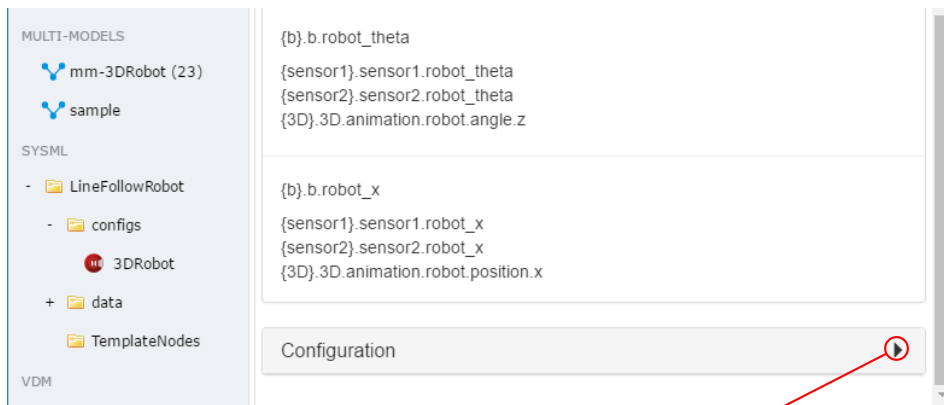 MULTI-MODELS
mm-3DRobot (23)
sample
SYSML
- LineFollowRobot
- configs
3DRobot
+ data
TemplateNodes
VDM
{b}.b.robot_theta
{sensor1}.sensor1.robot_theta
{sensor2}.sensor2.robot_theta
{3D}.3D.animation.robot.angle.z
{b}.b.robot_x
{sensor1}.sensor1.robot_x
{sensor2}.sensor2.robot_x
{3D}.3D.animation.robot.position.x
Configuration